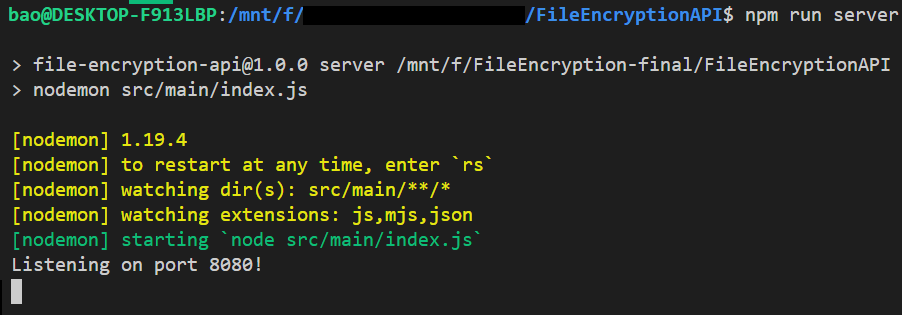 bao@DESKTOP-F913LBP:/mnt/f/ /FileEncryptionAPI$ npm run server
> file-encryption-api@1.0.0 server /mnt/f/FileEncryption-final/FileEncryptionAPI
> nodemon src/main/index.js
[nodemon] 1.19.4
[nodemon] to restart at any time, enter `rs`
[nodemon] watching dir(s): src/main/**/*
[nodemon] watching extensions: js,mjs,json
[nodemon] starting `node src/main/index.js`
Listening on port 8080!